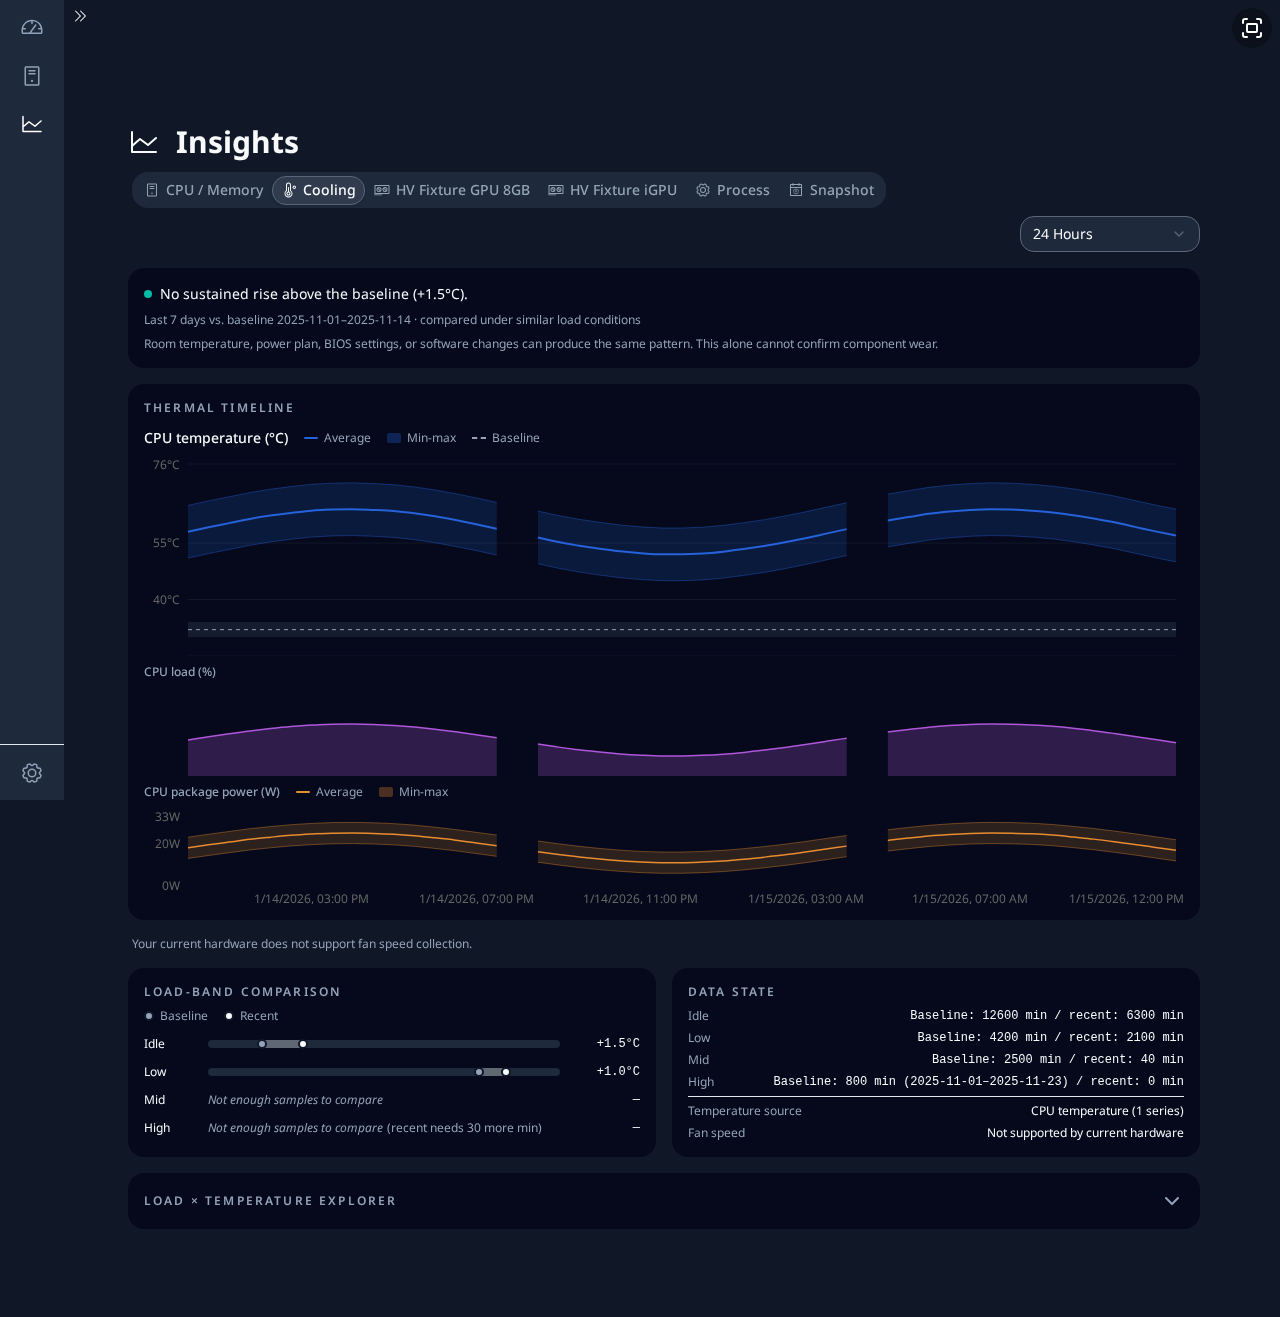 Insights
CPU / Memory Cooling HV Fixture GPU 8GB HV Fixture iGPU Process Snapshot
24 Hours
No sustained rise above the baseline (+1.5°C).
Last 7 days vs. baseline 2025-11-01–2025-11-14 · compared under similar load conditions
Room temperature, power plan, BIOS settings, or software changes can produce the same pattern. This alone cannot confirm component wear.
THERMAL TIMELINE
CPU temperature (°C) Average Min-max Baseline
76°C
55°C
40°C
CPU load (%)
CPU package power (W) Average Min-max
33W
20W
0W
1/14/2026, 03:00 PM 1/14/2026, 07:00 PM 1/14/2026, 11:00 PM 1/15/2026, 03:00 AM 1/15/2026, 07:00 AM 1/15/2026, 12:00 PM
Your current hardware does not support fan speed collection.
LOAD-BAND COMPARISON
Baseline Recent
Idle +1.5°C
Low +1.0°C
Mid Not enough samples to compare –
High Not enough samples to compare (recent needs 30 more min) –
DATA STATE
Idle Baseline: 12600 min / recent: 6300 min
Low Baseline: 4200 min / recent: 2100 min
Mid Baseline: 2500 min / recent: 40 min
High Baseline: 800 min (2025-11-01–2025-11-23) / recent: 0 min
Temperature source CPU temperature (1 series)
Fan speed Not supported by current hardware
LOAD × TEMPERATURE EXPLORER